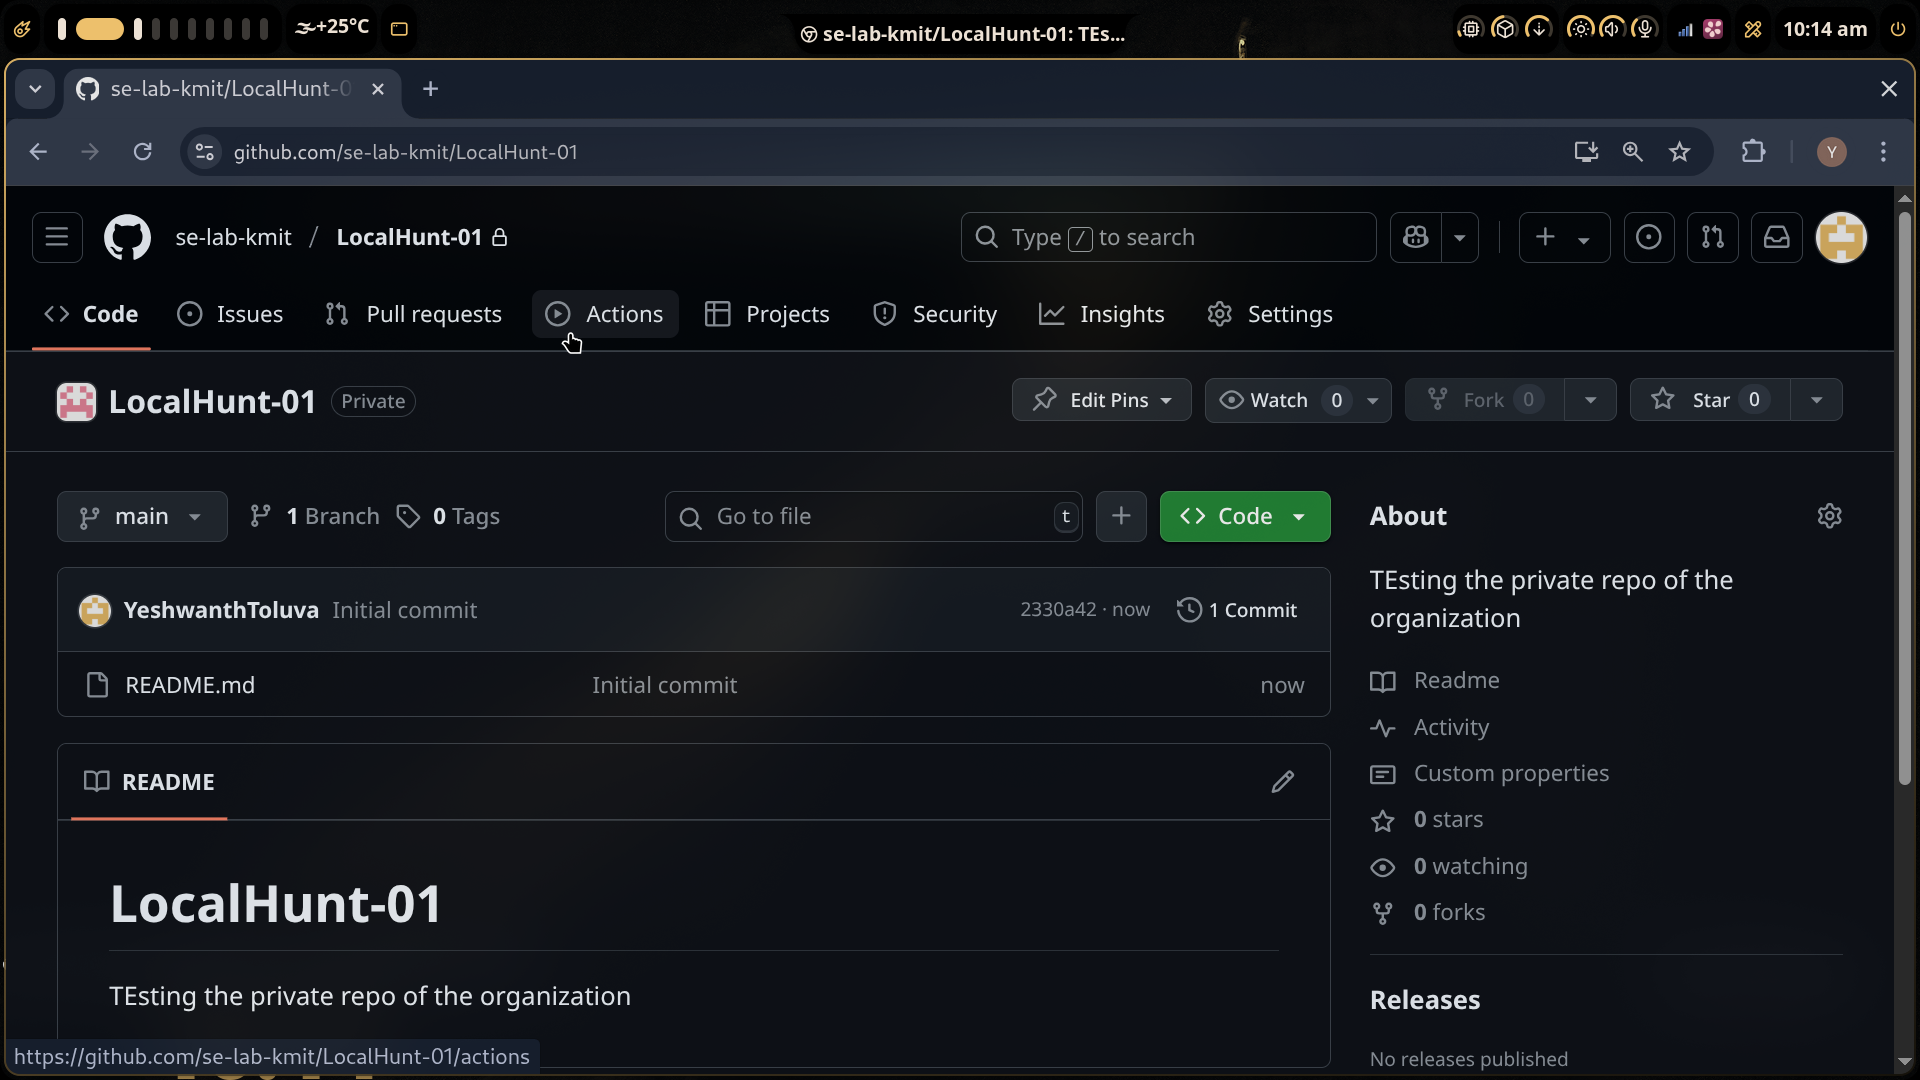 +25°C
se-lab-kmit/LocalHunt-01: TEs...
10:14 am
se-lab-kmit/LocalHunt-0
github.com/se-lab-kmit/LocalHunt-01
Y
se-lab-kmit / LocalHunt-01
Type / to search
Code Issues Pull requests Actions Projects Security Insights Settings
LocalHunt-01 Private
Edit Pins Watch 0 Fork 0 Star 0
main 1 Branch 0 Tags Go to file t Code
YeshwanthToluva Initial commit 2330a42 · now 1 Commit
README.md Initial commit now
README
LocalHunt-01
TEsting the private repo of the organization
About
TEsting the private repo of the
organization
Readme
Activity
Custom properties
0 stars
0 watching
0 forks
Releases
No releases published
https://github.com/se-lab-kmit/LocalHunt-01/actions